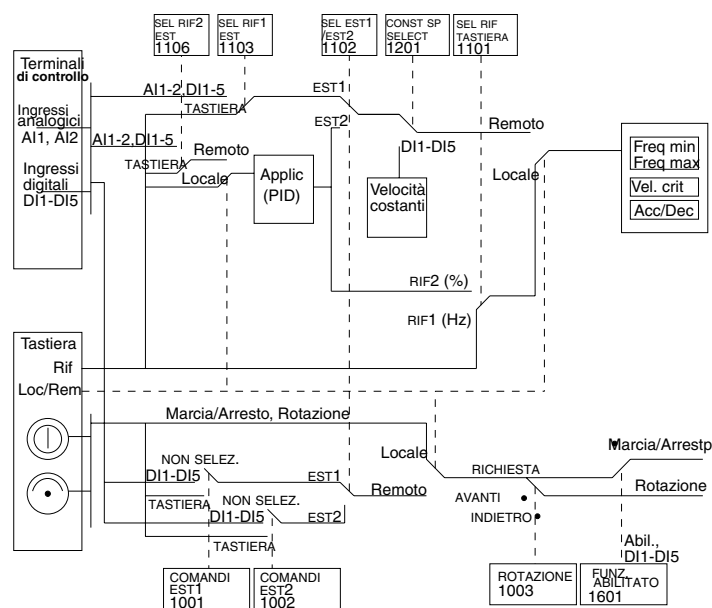 SEL RIF2
EST
1106
SEL RIF1
EST
1103
SEL EST1
/EST2
1102
CONST SP
SELECT
1201
SEL RIF
TASTIERA
1101
Terminali
di controllo
Ingressi
analogici
AI1, AI2
Ingressi
digitali
DI1-DI5
AI1-2,DI1-5
TASTIERA
EST1
EST2
AI1-2,DI1-5
TASTIERA
Remoto
Locale
Applic
(PID)
DI1-DI5
Velocità
costanti
Remoto
Locale
Freq min
Freq max
Vel. crit
Acc/Dec
RIF2 (%)
RIF1 (Hz)
Tastiera
Rif
Loc/Rem
Marcia/Arresto, Rotazione
NON SELEZ.
DI1-DI5
EST1
TASTIERA
NON SELEZ.
DI1-DI5
EST2
TASTIERA
Locale
Remoto
RICHIESTA
AVANTI
INDIETRO
Marcia/Arrestp
Rotazione
Abil.,
DI1-DI5
COMANDI
EST1
1001
COMANDI
EST2
1002
ROTAZIONE
1003
FUNZ.
ABILITATO
1601